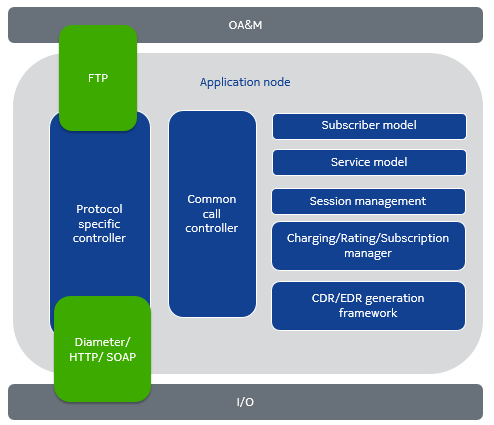 OA&M
FTP
Application node
Protocol
specific
controller
Common
call
controller
Subscriber model
Service model
Session management
Charging/Rating/Subscription
manager
CDR/EDR generation
framework
Diameter/
HTTP/ SOAP
I/O